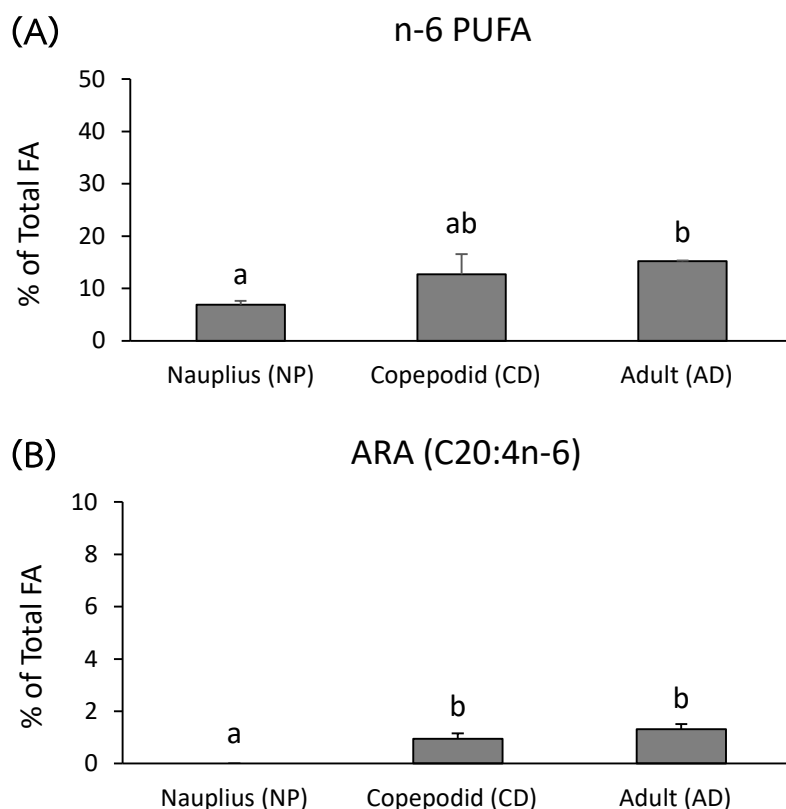 (A) n-6 PUFA
50
40
30
20
10
0
% of Total FA
a
ab
b
Nauplius (NP) Copepodid (CD) Adult (AD)
(B) ARA (C20:4n-6)
10
8
6
4
2
0
% of Total FA
a
b
b
Nauplius (NP) Copepodid (CD) Adult (AD)